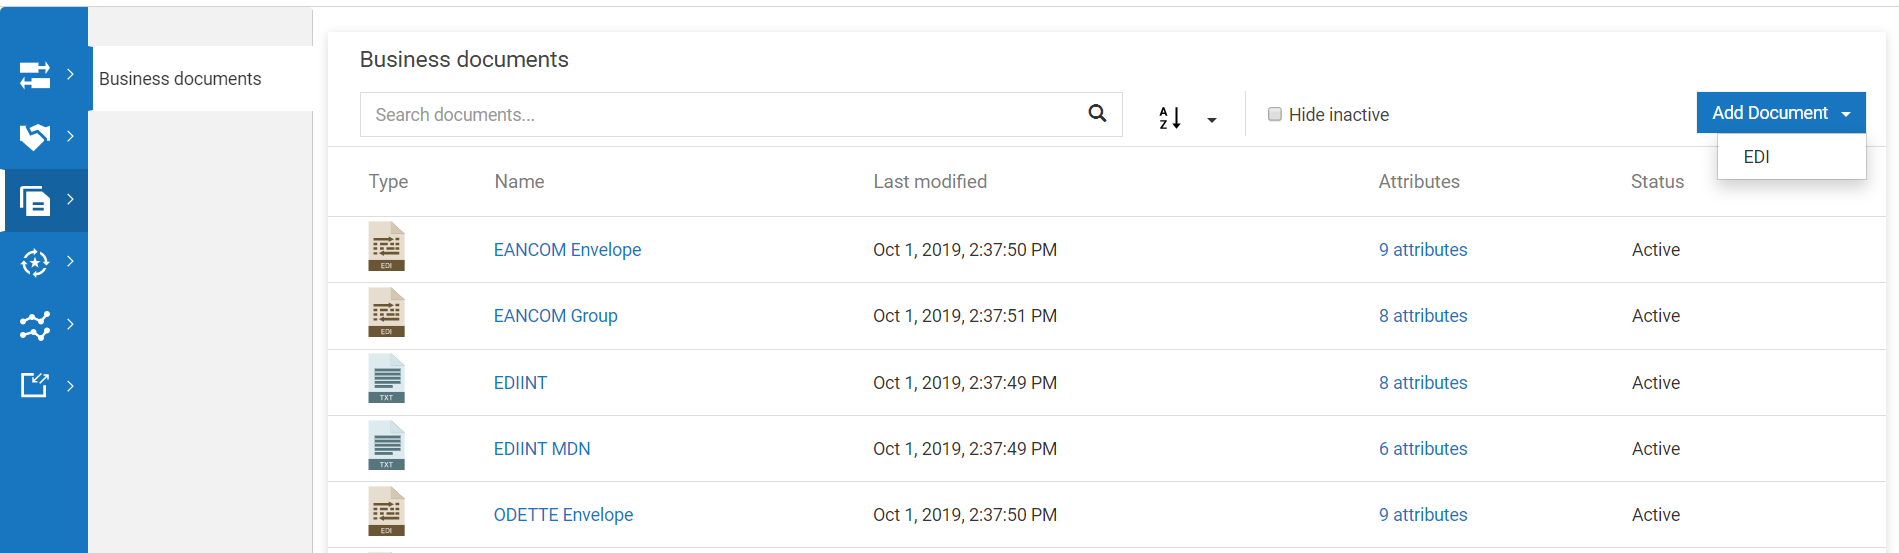 Business documents
Business documents
Search documents...
A
Z
Hide inactive
Add Document
EDI
Type Name Last modified Attributes Status
EDI EANCOM Envelope Oct 1, 2019, 2:37:50 PM 9 attributes Active
EDI EANCOM Group Oct 1, 2019, 2:37:51 PM 8 attributes Active
TXT EDIINT Oct 1, 2019, 2:37:49 PM 8 attributes Active
TXT EDIINT MDN Oct 1, 2019, 2:37:49 PM 6 attributes Active
EDI ODETTE Envelope Oct 1, 2019, 2:37:50 PM 9 attributes Active